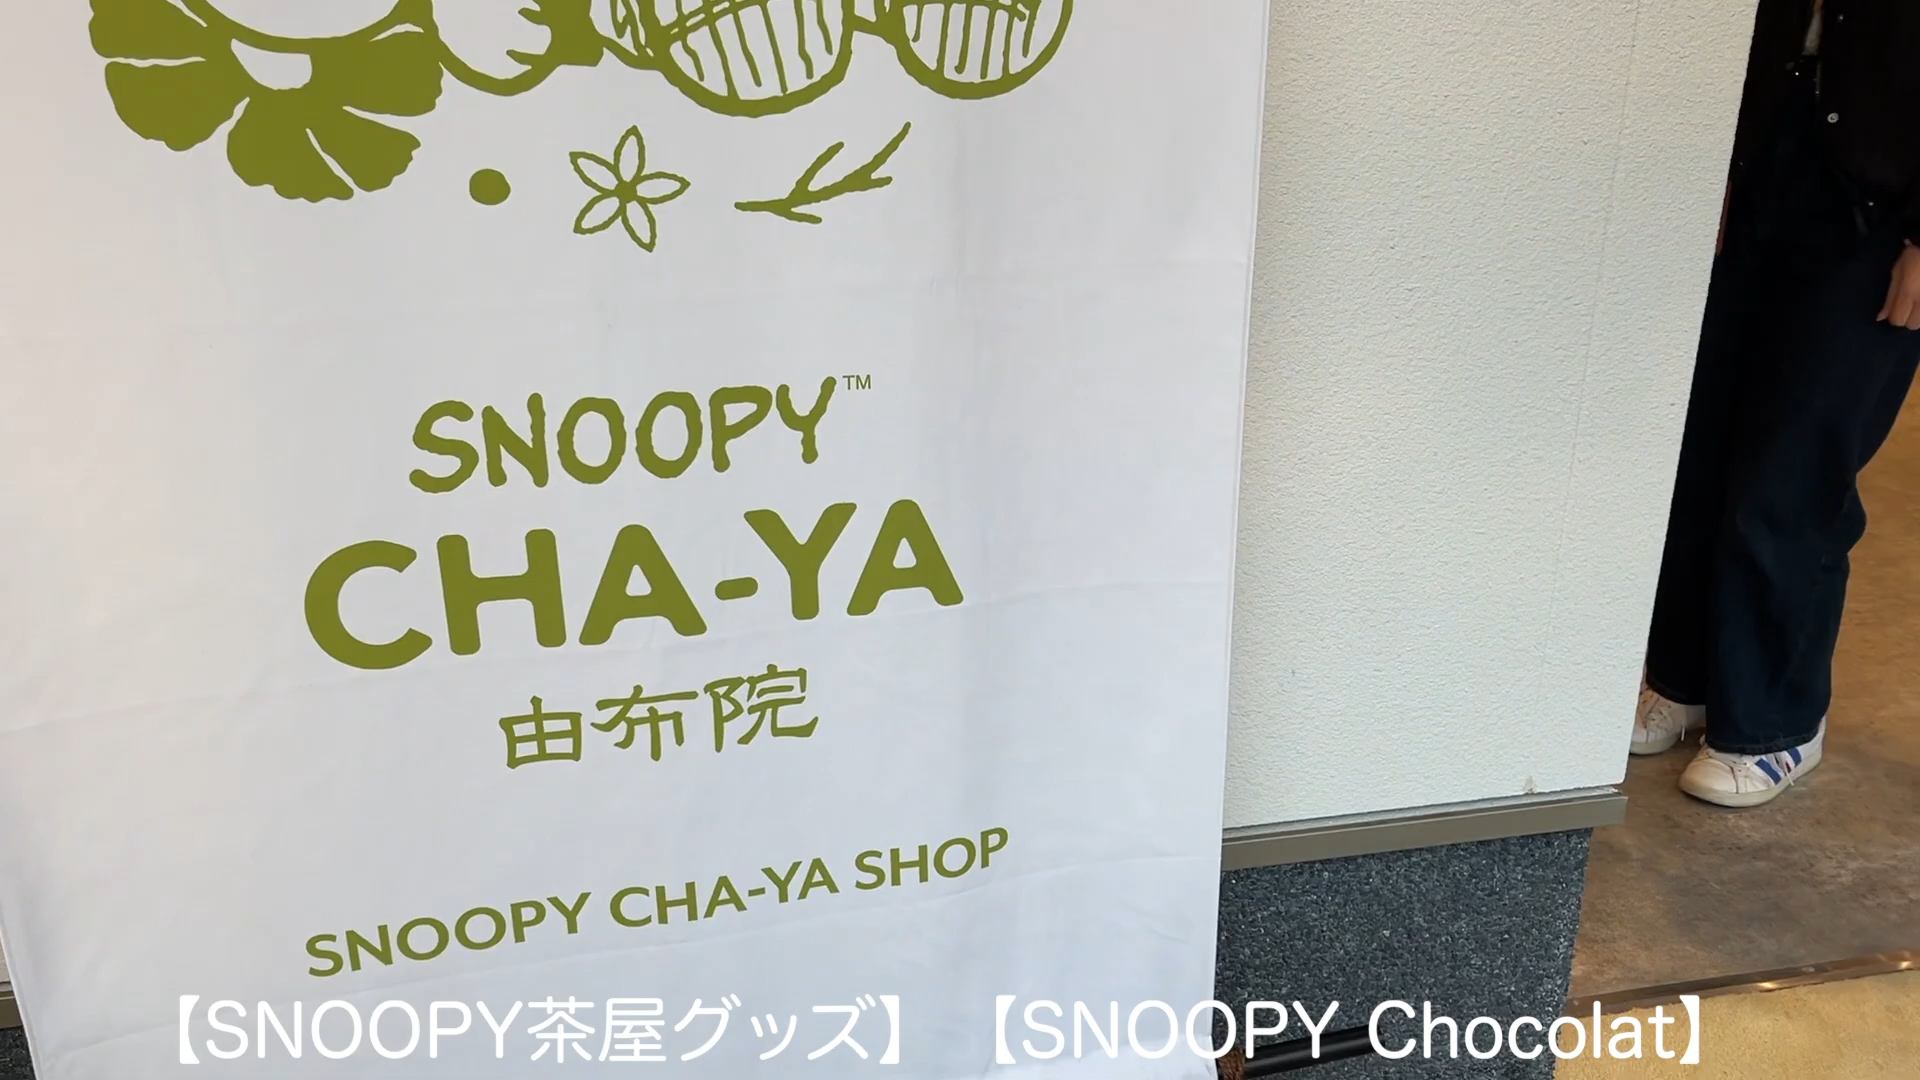 SNOOPY™
CHA-YA
由布院
SNOOPY CHA-YA SHOP
【SNOOPY茶屋グッズ】 【SNOOPY Chocolat】